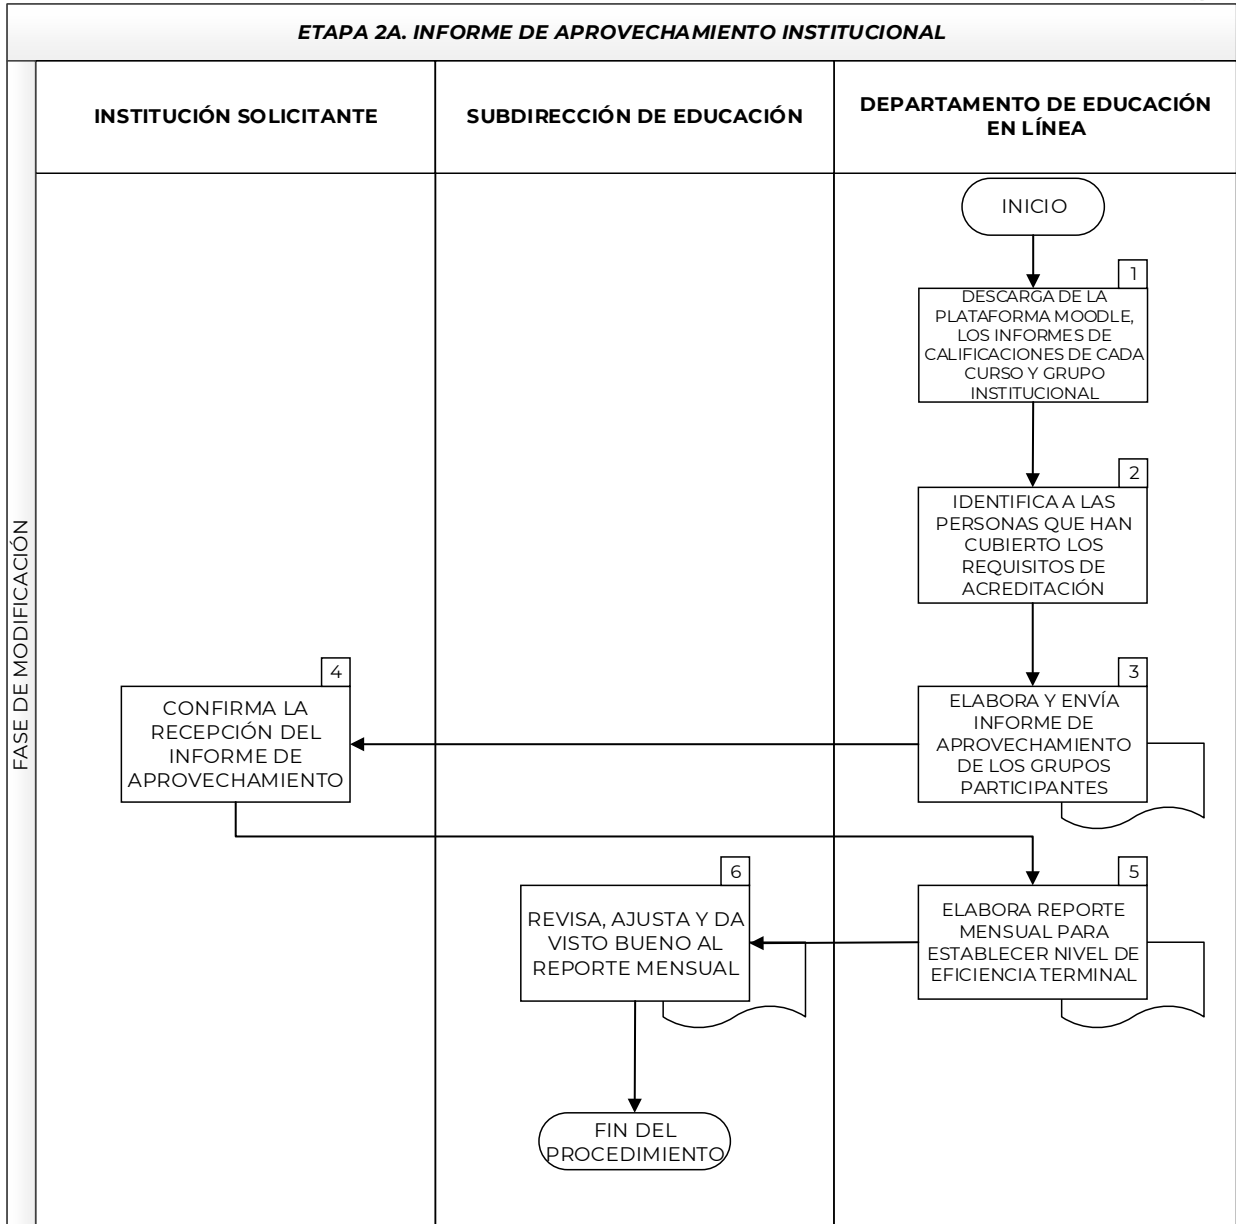 ETAPA 2A. INFORME DE APROVECHAMIENTO INSTITUCIONAL
INSTITUCIÓN SOLICITANTE
SUBDIRECCIÓN DE EDUCACIÓN
DEPARTAMENTO DE EDUCACIÓN
EN LÍNEA
FASE DE MODIFICACIÓN
INICIO
1
DESCARGA DE LA
PLATAFORMA MOODLE,
LOS INFORMES DE
CALIFICACIONES DE CADA
CURSO Y GRUPO
INSTITUCIONAL
2
IDENTIFICA A LAS
PERSONAS QUE HAN
CUBIERTO LOS
REQUISITOS DE
ACREDITACIÓN
3
ELABORA Y ENVÍA
INFORME DE
APROVECHAMIENTO
DE LOS GRUPOS
PARTICIPANTES
4
CONFIRMA LA
RECEPCIÓN DEL
INFORME DE
APROVECHAMIENTO
5
ELABORA REPORTE
MENSUAL PARA
ESTABLECER NIVEL DE
EFICIENCIA TERMINAL
6
REVISA, AJUSTA Y DA
VISTO BUENO AL
REPORTE MENSUAL
FIN DEL
PROCEDIMIENTO